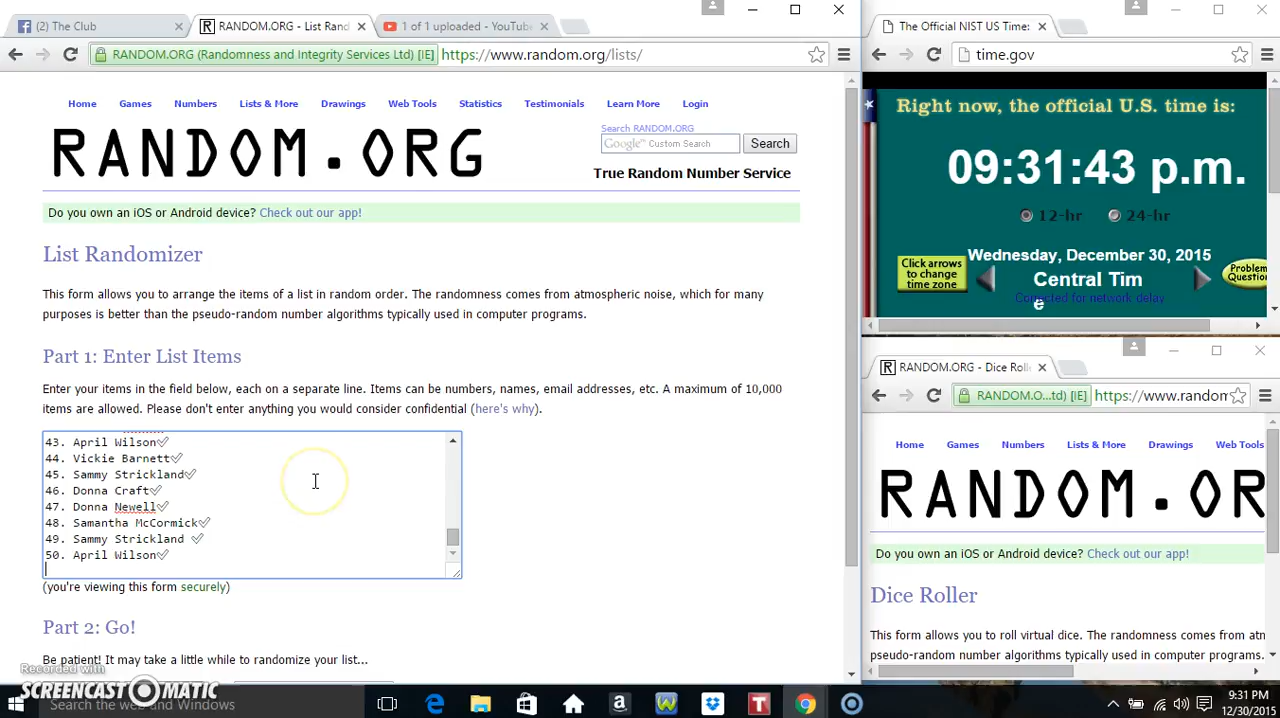 (2) The Club
RANDOM.ORG - List Rand
1 of 1 uploaded - YouTube
RANDOM.ORG (Randomness and Integrity Services Ltd) [IE]
https://www.random.org/lists/
Home Games Numbers Lists & More Drawings Web Tools Statistics Testimonials Learn More Login
RANDOM.ORG
Search RANDOM.ORG
Google™ Custom Search
Search
True Random Number Service
Do you own an iOS or Android device? Check out our app!
List Randomizer
This form allows you to arrange the items of a list in random order. The randomness comes from atmospheric noise, which for many
purposes is better than the pseudo-random number algorithms typically used in computer programs.
Part 1: Enter List Items
Enter your items in the field below, each on a separate line. Items can be numbers, names, email addresses, etc. A maximum of 10,000
items are allowed. Please don't enter anything you would consider confidential (here's why).
43. April Wilson✓
44. Vickie Barnett✓
45. Sammy Strickland✓
46. Donna Craft✓
47. Donna Newell✓
48. Samantha McCormick✓
49. Sammy Strickland ✓
50. April Wilson✓
(you're viewing this form securely)
Part 2: Go!
Be patient! It may take a little while to randomize your list...
Recorded with
SCREENCAST-O-MATIC
Search the web and Windows
The Official NIST US Time:
time.gov
Right now, the official U.S. time is:
09:31:43 p.m.
12-hr 24-hr
Wednesday, December 30, 2015
Click arrows
to change
time zone
Central Tim
e
Corrected for network delay
Problem
Question
RANDOM.ORG - Dice Roll
RANDOM.O...td) [IE]
https://www.random
Home Games Numbers Lists & More Drawings Web Tools
RANDOM.OR
Do you own an iOS or Android device? Check out our app!
Dice Roller
This form allows you to roll virtual dice. The randomness comes from atm
pseudo-random number algorithms typically used in computer programs.
9:31 PM
12/30/2015